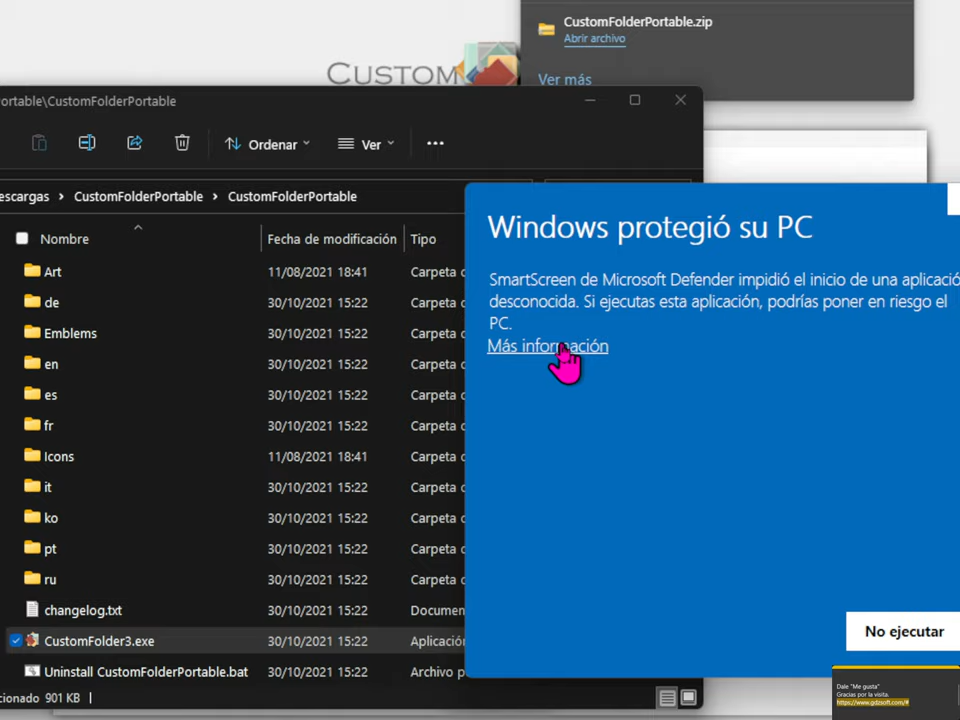 CustomFolderPortable.zip
Abrir archivo
Ver más
CUSTOM
ortable\CustomFolderPortable
Ordenar
Ver
escargas > CustomFolderPortable > CustomFolderPortable
Nombre Fecha de modificación Tipo
Art 11/08/2021 18:41 Carpeta c
de 30/10/2021 15:22 Carpeta c
Emblems 30/10/2021 15:22 Carpeta c
en 30/10/2021 15:22 Carpeta c
es 30/10/2021 15:22 Carpeta c
fr 30/10/2021 15:22 Carpeta c
Icons 11/08/2021 18:41 Carpeta c
it 30/10/2021 15:22 Carpeta c
ko 30/10/2021 15:22 Carpeta c
pt 30/10/2021 15:22 Carpeta c
ru 30/10/2021 15:22 Carpeta c
changelog.txt 30/10/2021 15:22 Documen
CustomFolder3.exe 30/10/2021 15:22 Aplicació
Uninstall CustomFolderPortable.bat 30/10/2021 15:22 Archivo p
cionado 901 KB
Windows protegió su PC
SmartScreen de Microsoft Defender impidió el inicio de una aplicació
desconocida. Si ejecutas esta aplicación, podrías poner en riesgo el
PC.
Más información
No ejecutar
Dale "Me gusta"
Gracias por la visita.
https://www.gdzsoft.com/#